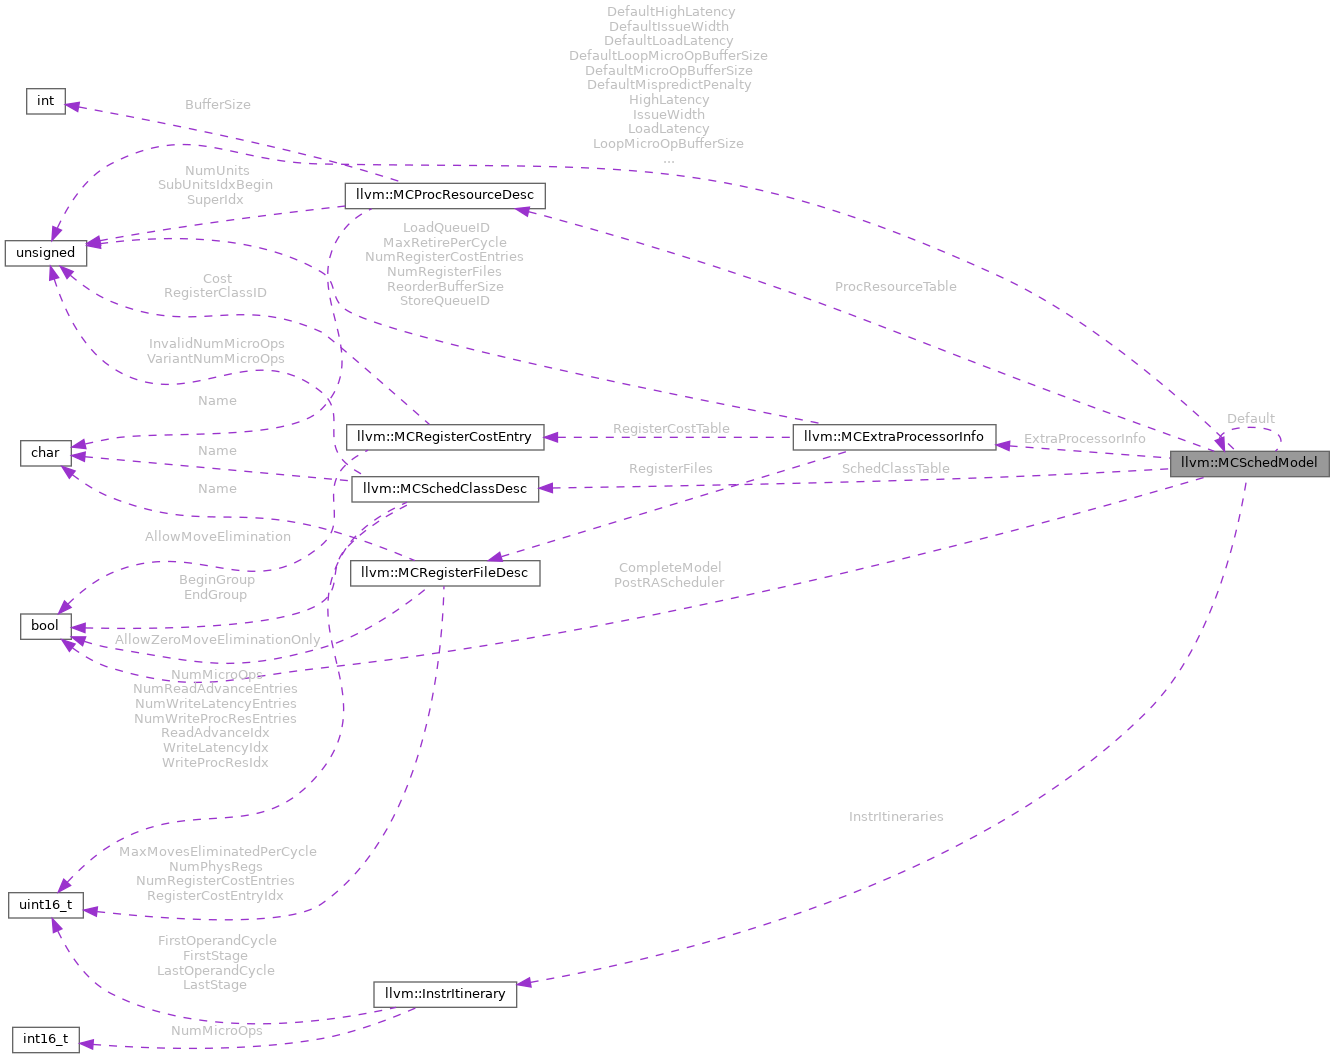 DefaultHighLatency
DefaultIssueWidth
DefaultLoadLatency
DefaultLoopMicroOpBufferSize
DefaultMicroOpBufferSize
DefaultMispredictPenalty
HighLatency
IssueWidth
LoadLatency
LoopMicroOpBufferSize
...
int
BufferSize
NumUnits
SubUnitsIdxBegin
SuperIdx
llvm::MCProcResourceDesc
unsigned
LoadQueueID
MaxRetirePerCycle
NumRegisterCostEntries
NumRegisterFiles
ReorderBufferSize
StoreQueueID
ProcResourceTable
Cost
RegisterClassID
InvalidNumMicroOps
VariantNumMicroOps
Name
char
llvm::MCRegisterCostEntry
RegisterCostTable
llvm::MCExtraProcessorInfo
Default
ExtraProcessorInfo
llvm::MCSchedModel
Name
RegisterFiles
SchedClassTable
llvm::MCSchedClassDesc
Name
AllowMoveElimination
llvm::MCRegisterFileDesc
CompleteModel
PostRAScheduler
BeginGroup
EndGroup
bool
AllowZeroMoveEliminationOnly
NumMicroOps
NumReadAdvanceEntries
NumWriteLatencyEntries
NumWriteProcResEntries
ReadAdvanceIdx
WriteLatencyIdx
WriteProcResIdx
InstrItineraries
MaxMovesEliminatedPerCycle
NumPhysRegs
NumRegisterCostEntries
RegisterCostEntryIdx
uint16_t
FirstOperandCycle
FirstStage
LastOperandCycle
LastStage
llvm::InstrItinerary
NumMicroOps
int16_t